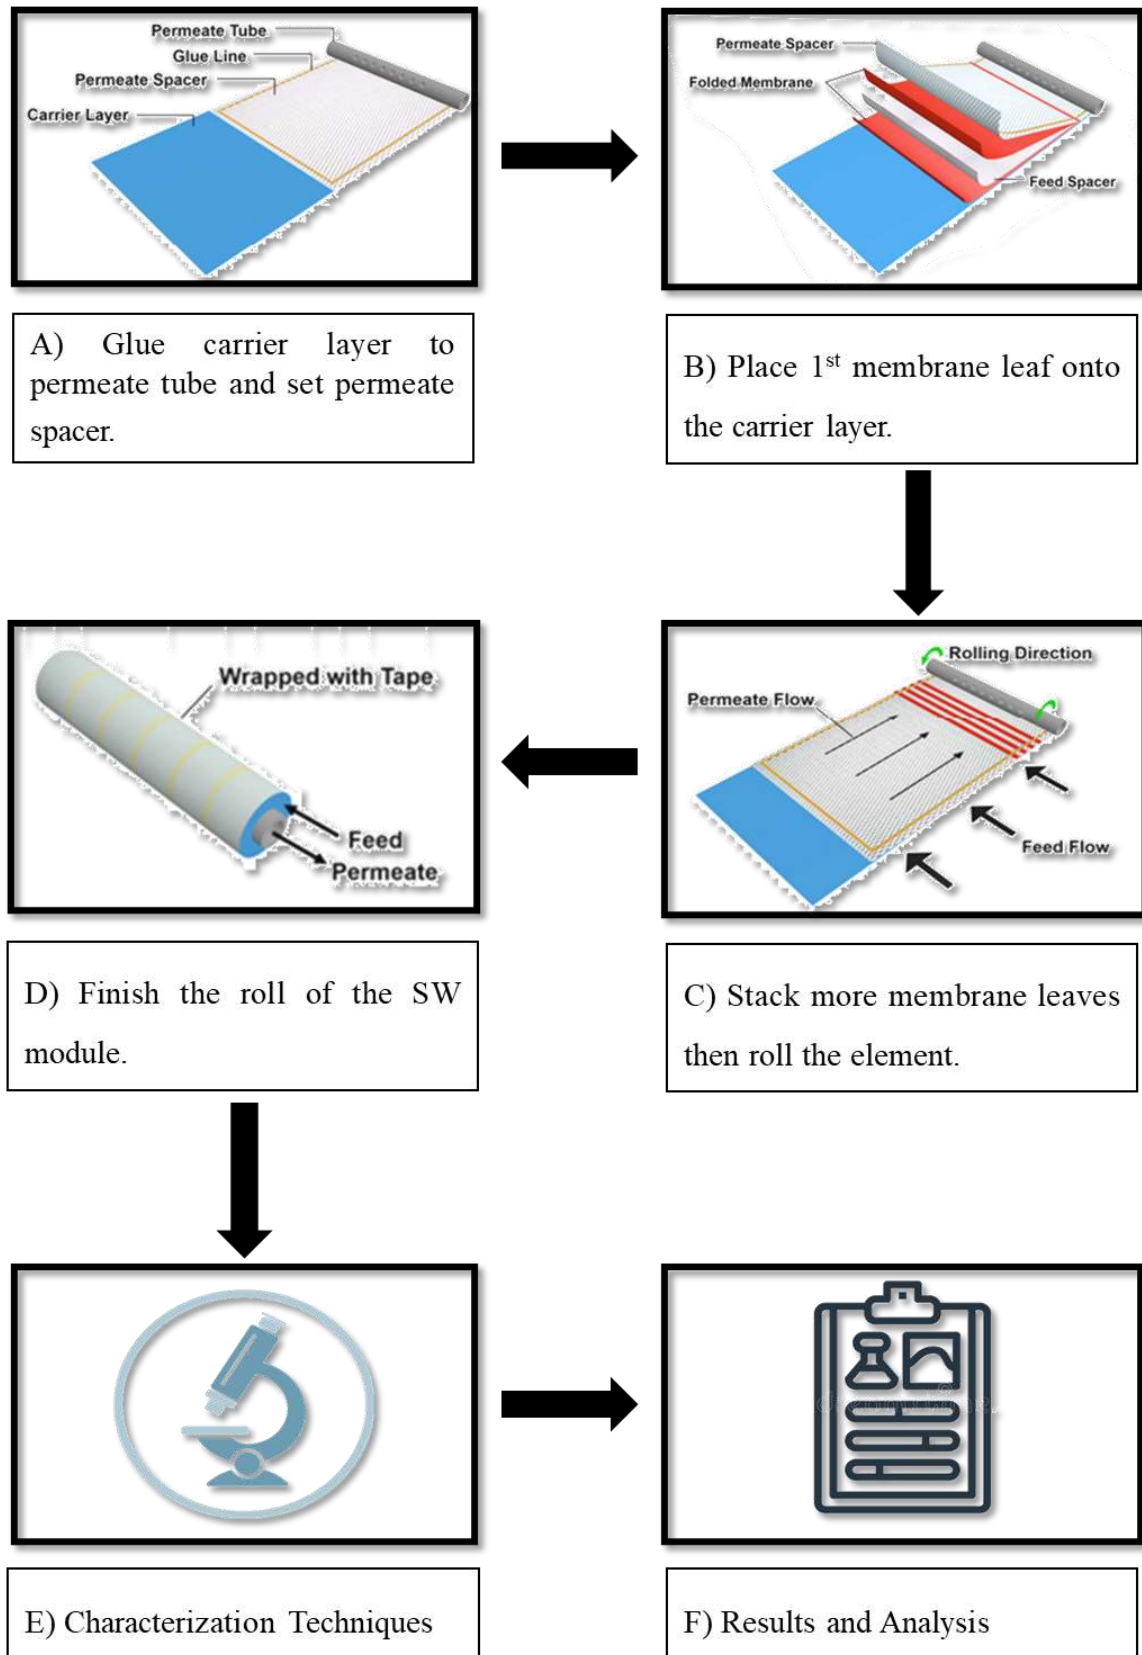 Permeate Tube
Glue Line
Permeate Spacer
Carrier Layer
A) Glue carrier layer to
permeate tube and set permeate
spacer.
Permeate Spacer
Folded Membrane
Feed Spacer
B) Place 1st membrane leaf onto
the carrier layer.
Rolling Direction
Permeate Flow
Feed Flow
C) Stack more membrane leaves
then roll the element.
Wrapped with Tape
Feed
Permeate
D) Finish the roll of the SW
module.
E) Characterization Techniques
F) Results and Analysis